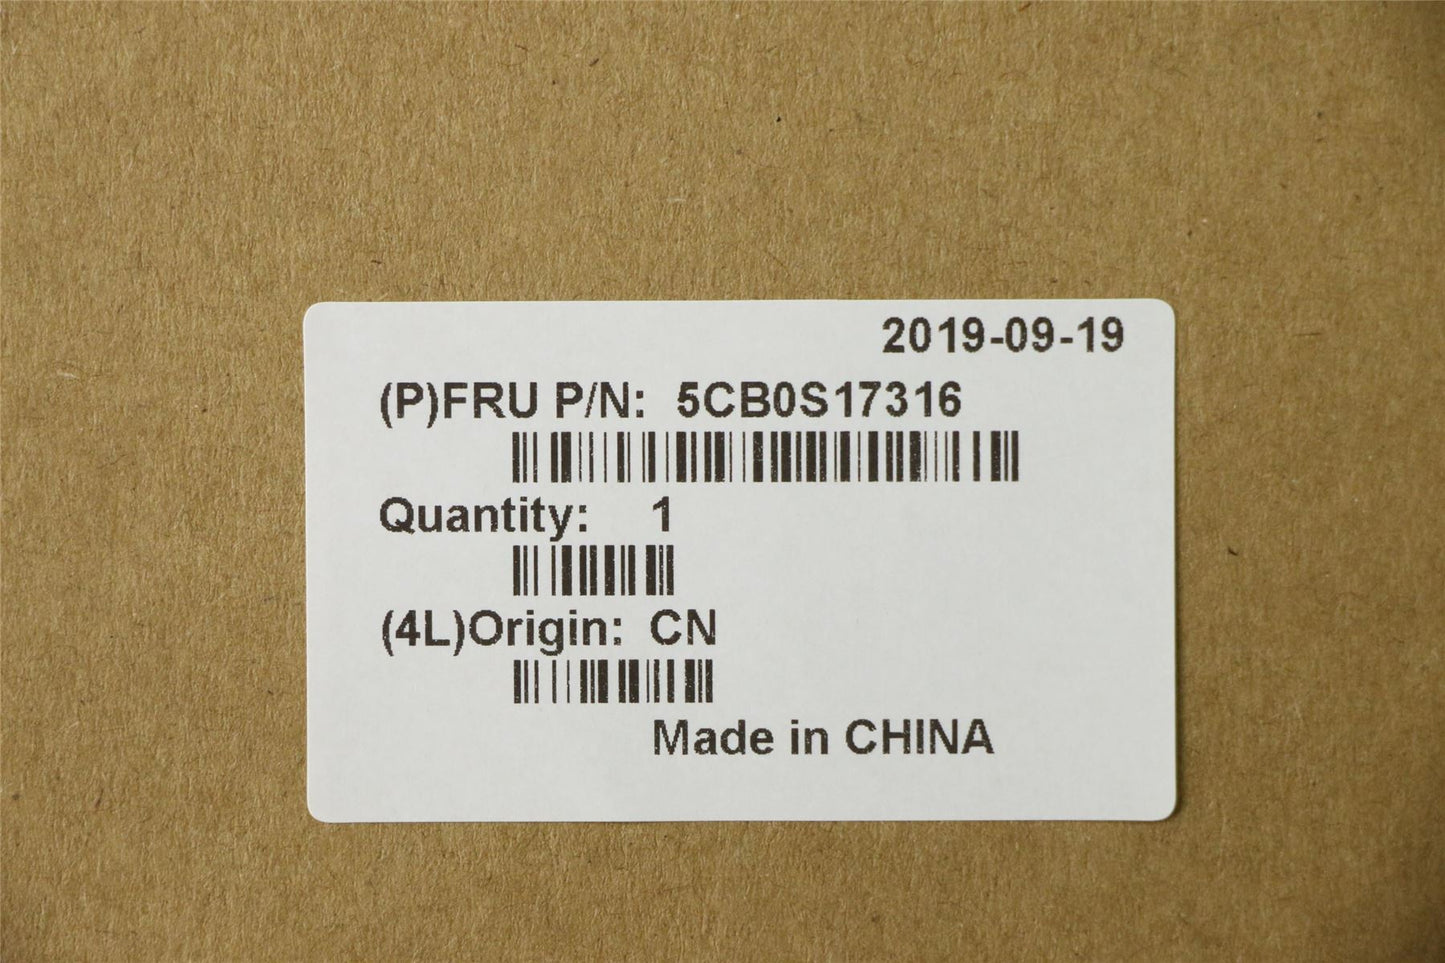 2019-09-19
(P)FRU P/N: 5CB0S17316
Quantity: 1
(4L)Origin: CN
Made in CHINA